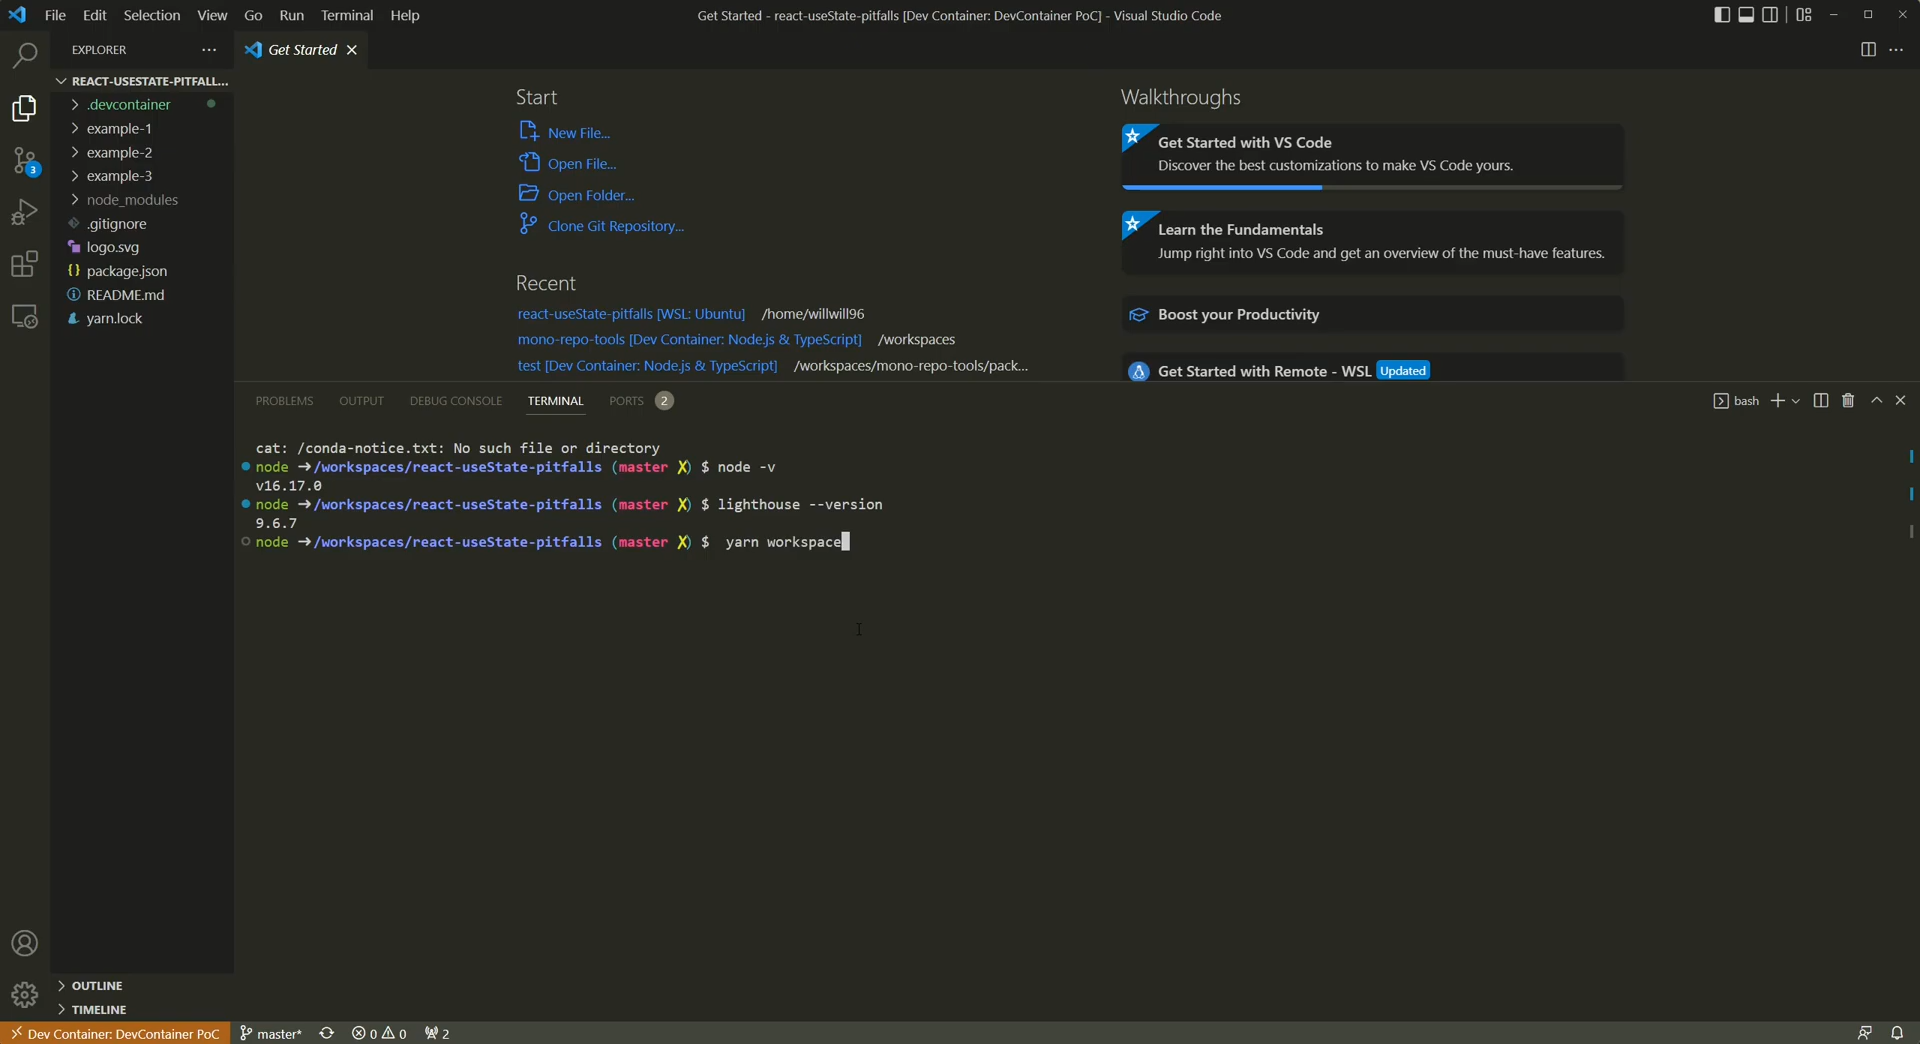 File Edit Selection View Go Run Terminal Help
Get Started - react-useState-pitfalls [Dev Container: DevContainer PoC] - Visual Studio Code
EXPLORER
Get Started
REACT-USESTATE-PITFALL...
.devcontainer
example-1
example-2
example-3
node_modules
.gitignore
logo.svg
package.json
README.md
yarn.lock
OUTLINE
TIMELINE
3
Start
New File...
Open File...
Open Folder...
Clone Git Repository...
Recent
react-useState-pitfalls [WSL: Ubuntu] /home/willwill96
mono-repo-tools [Dev Container: Node.js & TypeScript] /workspaces
test [Dev Container: Node.js & TypeScript] /workspaces/mono-repo-tools/pack...
Walkthroughs
Get Started with VS Code
Discover the best customizations to make VS Code yours.
Learn the Fundamentals
Jump right into VS Code and get an overview of the must-have features.
Boost your Productivity
Get Started with Remote - WSL Updated
PROBLEMS OUTPUT DEBUG CONSOLE TERMINAL PORTS 2
bash
cat: /conda-notice.txt: No such file or directory
node ➜ /workspaces/react-useState-pitfalls (master ✗) $ node -v
v16.17.0
node ➜ /workspaces/react-useState-pitfalls (master ✗) $ lighthouse --version
9.6.7
node ➜ /workspaces/react-useState-pitfalls (master ✗) $  yarn workspace
Dev Container: DevContainer PoC master* 0 0 2